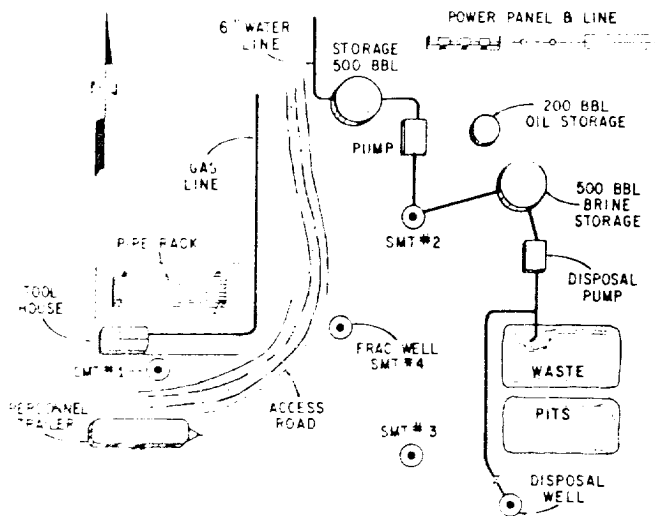 POWER PANEL & LINE
6" WATER
LINE
STORAGE
500 BBL
200 BBL
OIL STORAGE
PUMP
GAS
LINE
500 BBL
BRINE
STORAGE
SMT #2
PIPE RACK
DISPOSAL
PUMP
TOOL
HOUSE
FRAC WELL
SMT #4
SMT #1
WASTE
PERSONNEL
TRAILER
ACCESS
ROAD
PITS
SMT #3
DISPOSAL
WELL